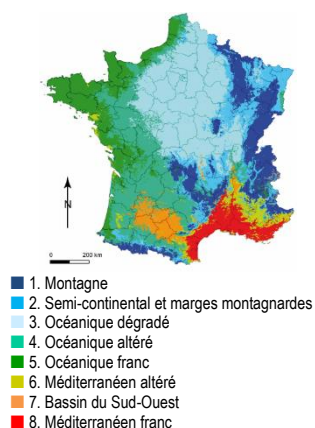 N
0 200 km
1. Montagne
2. Semi-continental et marges montagnardes
3. Océanique dégradé
4. Océanique altéré
5. Océanique franc
6. Méditerranéen altéré
7. Bassin du Sud-Ouest
8. Méditerranéen franc